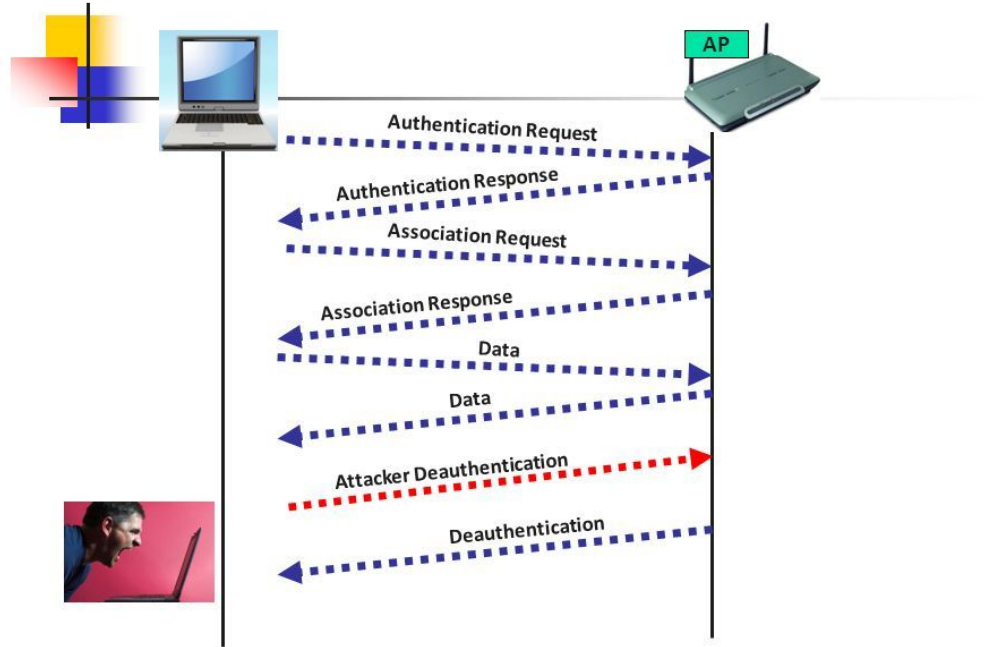 AP
Authentication Request
Authentication Response
Association Request
Association Response
Data
Data
Attacker Deauthentication
Deauthentication